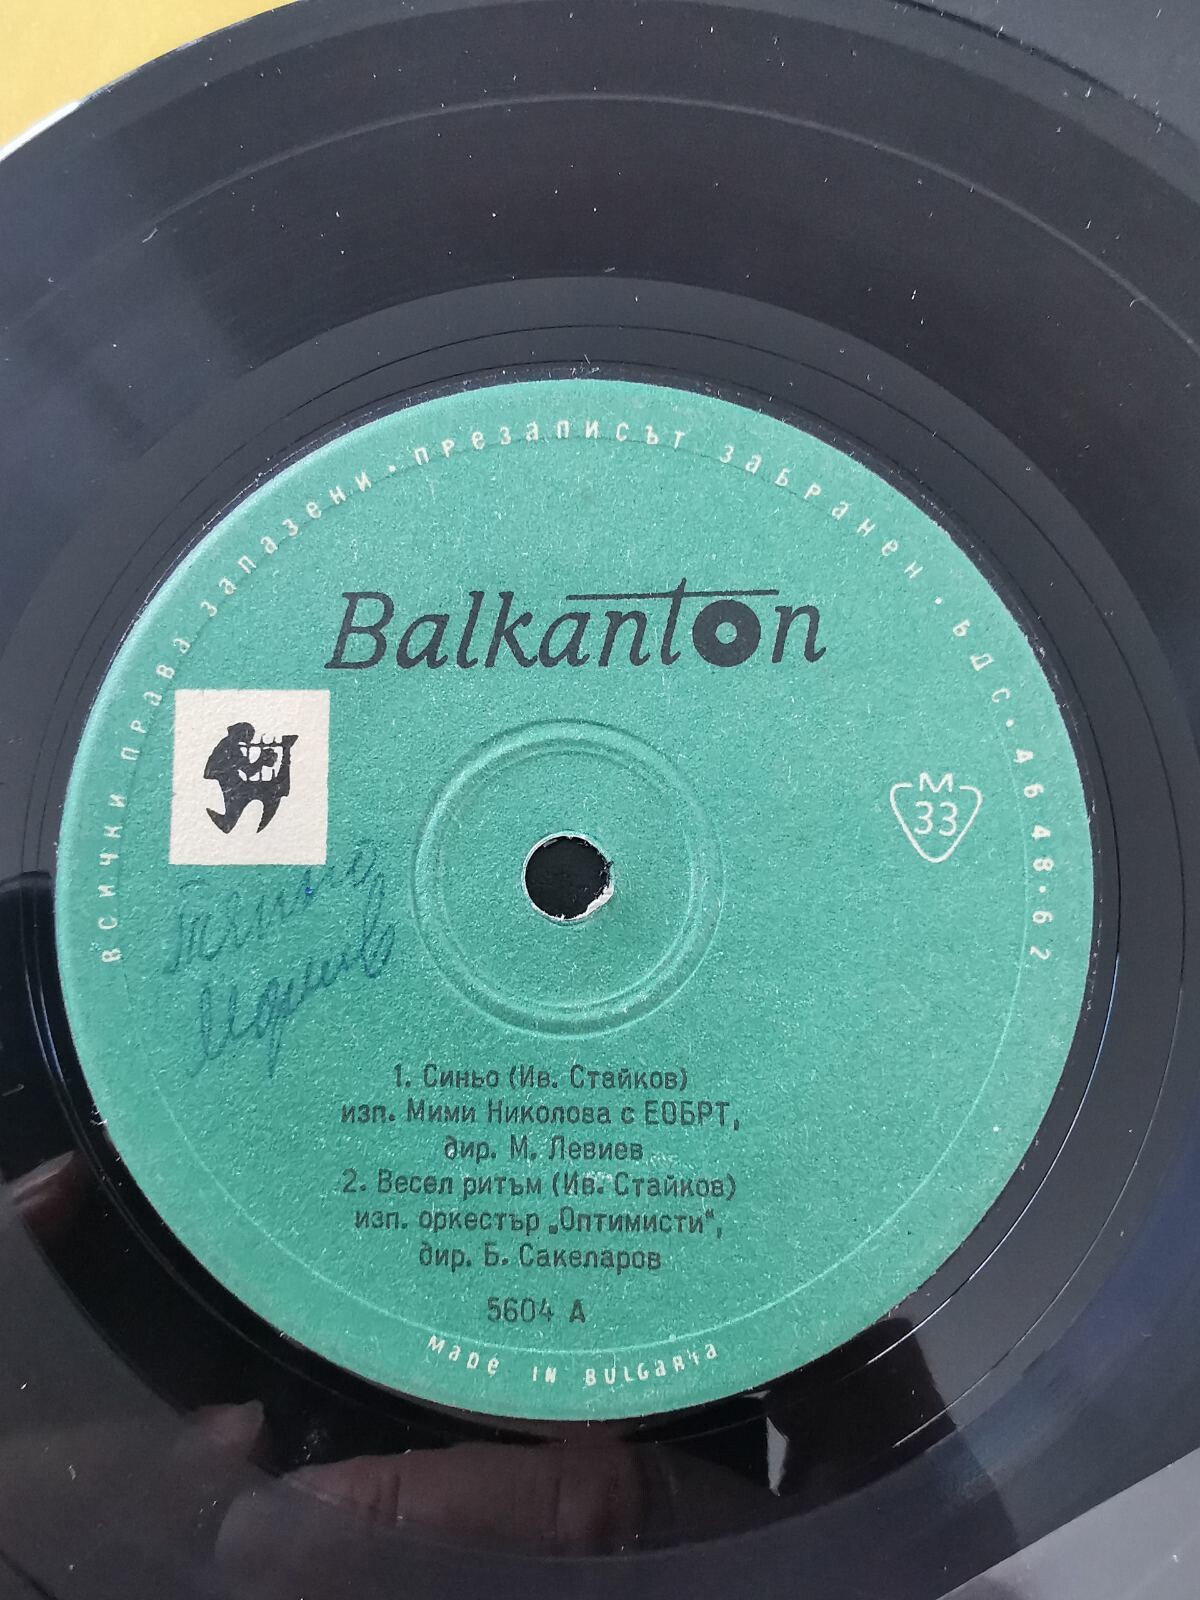 всички права запазени · презаписът забранен · БДС · 4648-62
Balkanton
М
33
1. Синьо (Ив. Стайков)
изп. Мими Николова с ЕОБРТ,
дир. М. Левиев
2. Весел ритъм (Ив. Стайков)
изп. оркестър „Оптимисти",
дир. Б. Сакеларов
5604 А
Made in Bulgaria